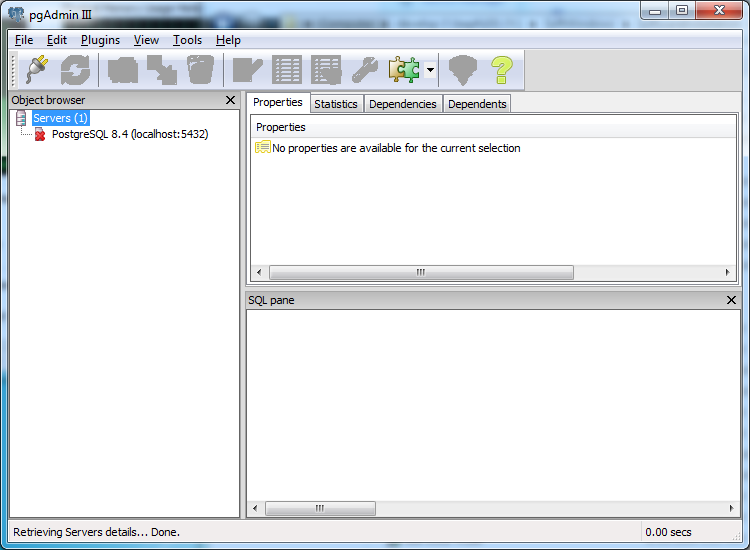 pgAdmin III
File Edit Plugins View Tools Help
Object browser
Servers (1)
PostgreSQL 8.4 (localhost:5432)
Properties Statistics Dependencies Dependents
Properties
No properties are available for the current selection
SQL pane
Retrieving Servers details... Done.
0.00 secs